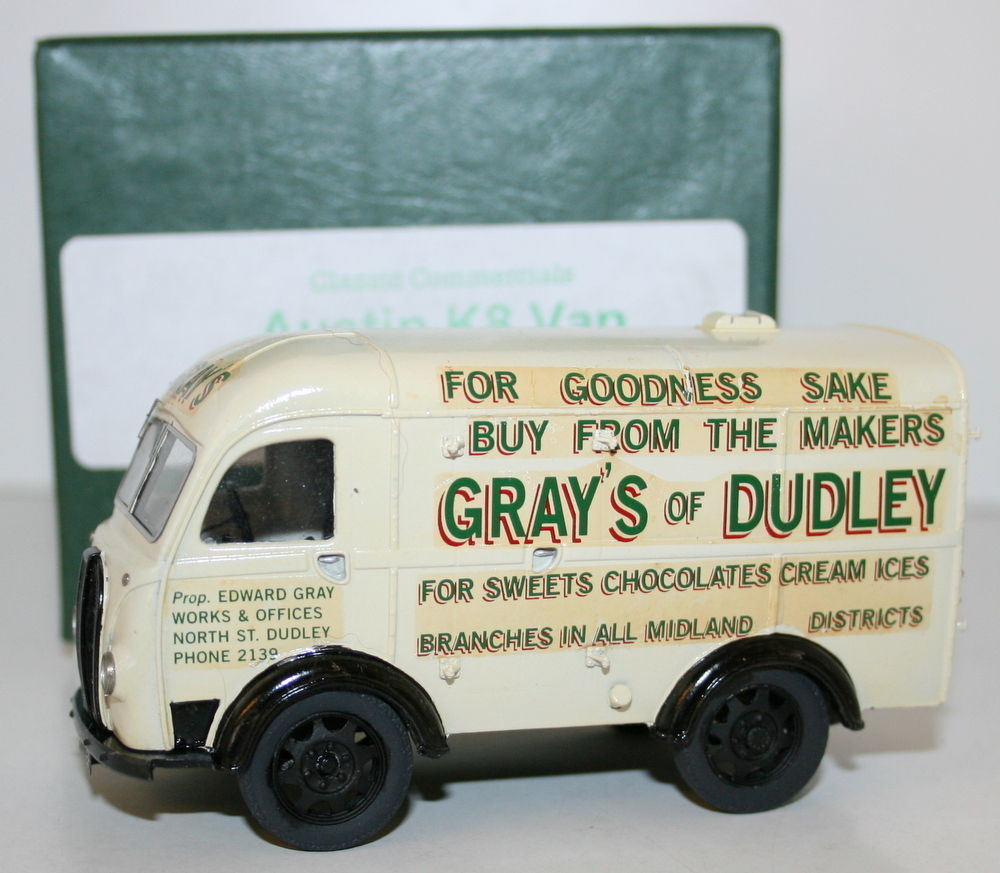 Classic Commercials
Austin K8 Van
FOR GOODNESS SAKE
BUY FROM THE MAKERS
GRAY'S OF DUDLEY
FOR SWEETS CHOCOLATES CREAM ICES
BRANCHES IN ALL MIDLAND DISTRICTS
Prop. EDWARD GRAY
WORKS & OFFICES
NORTH ST. DUDLEY
PHONE 2139